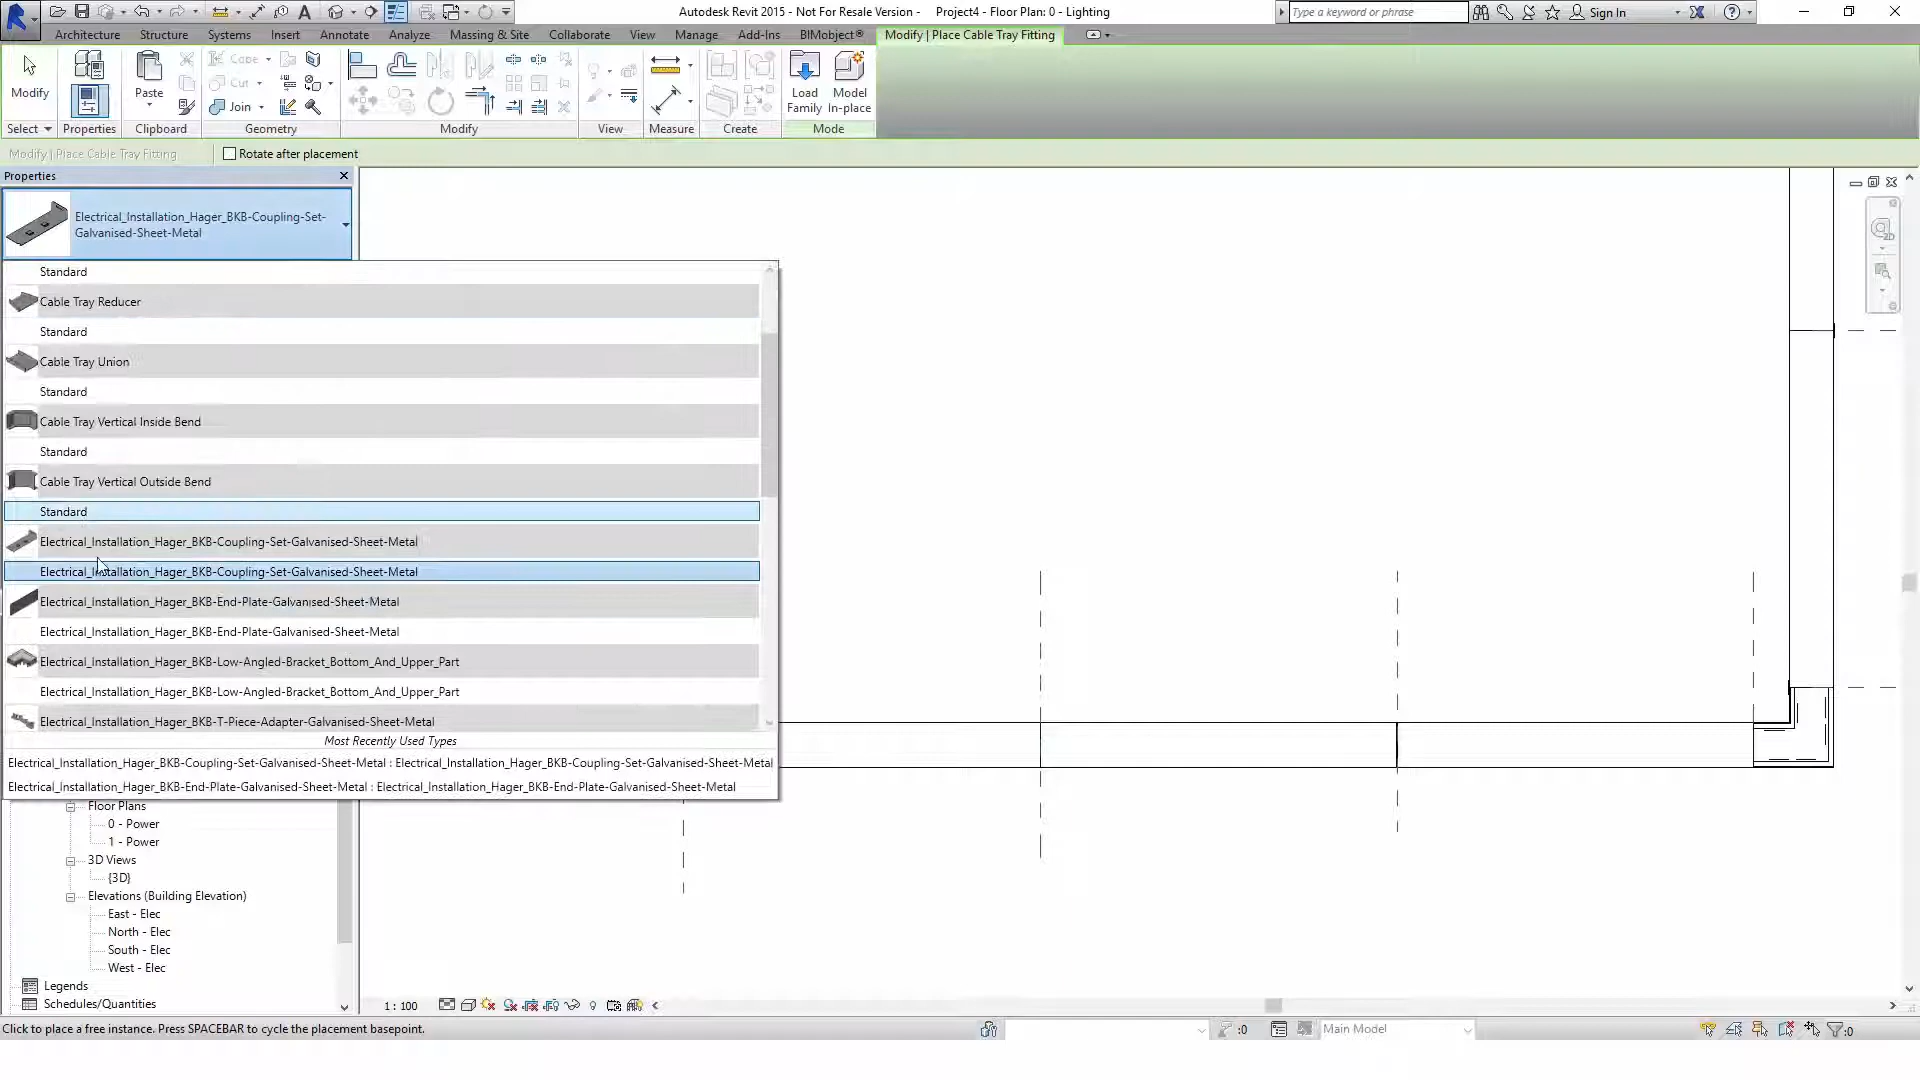 Autodesk Revit 2015 - Not For Resale Version - Project4 - Floor Plan: 0 - Lighting
Type a keyword or phrase
Sign In
Architecture Structure Systems Insert Annotate Analyze Massing & Site Collaborate View Manage Add-Ins BIMobject® Modify | Place Cable Tray Fitting
Cope
Cut
Join
Modify
Paste
Load Family
Model In-place
Select Properties Clipboard Geometry Modify View Measure Create Mode
Modify | Place Cable Tray Fitting
Rotate after placement
Properties
Electrical_Installation_Hager_BKB-Coupling-Set-
Galvanised-Sheet-Metal
Standard
Cable Tray Reducer
Standard
Cable Tray Union
Standard
Cable Tray Vertical Inside Bend
Standard
Cable Tray Vertical Outside Bend
Standard
Electrical_Installation_Hager_BKB-Coupling-Set-Galvanised-Sheet-Metal
Electrical_Installation_Hager_BKB-Coupling-Set-Galvanised-Sheet-Metal
Electrical_Installation_Hager_BKB-End-Plate-Galvanised-Sheet-Metal
Electrical_Installation_Hager_BKB-End-Plate-Galvanised-Sheet-Metal
Electrical_Installation_Hager_BKB-Low-Angled-Bracket_Bottom_And_Upper_Part
Electrical_Installation_Hager_BKB-Low-Angled-Bracket_Bottom_And_Upper_Part
Electrical_Installation_Hager_BKB-T-Piece-Adapter-Galvanised-Sheet-Metal
Most Recently Used Types
Electrical_Installation_Hager_BKB-Coupling-Set-Galvanised-Sheet-Metal : Electrical_Installation_Hager_BKB-Coupling-Set-Galvanised-Sheet-Metal
Electrical_Installation_Hager_BKB-End-Plate-Galvanised-Sheet-Metal : Electrical_Installation_Hager_BKB-End-Plate-Galvanised-Sheet-Metal
Floor Plans
0 - Power
1 - Power
3D Views
{3D}
Elevations (Building Elevation)
East - Elec
North - Elec
South - Elec
West - Elec
Legends
Schedules/Quantities
1 : 100
Click to place a free instance. Press SPACEBAR to cycle the placement basepoint.
:0
Main Model
:0